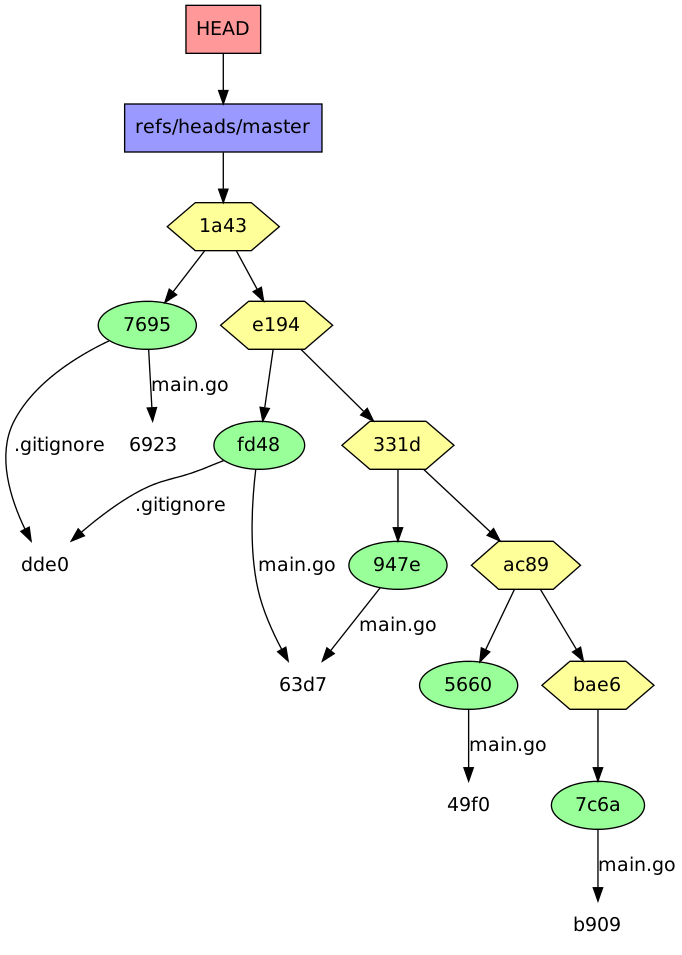 HEAD
refs/heads/master
1a43
7695
e194
main.go
.gitignore
6923
fd48
331d
.gitignore
dde0
main.go
947e
ac89
main.go
63d7
5660
bae6
main.go
49f0
7c6a
main.go
b909